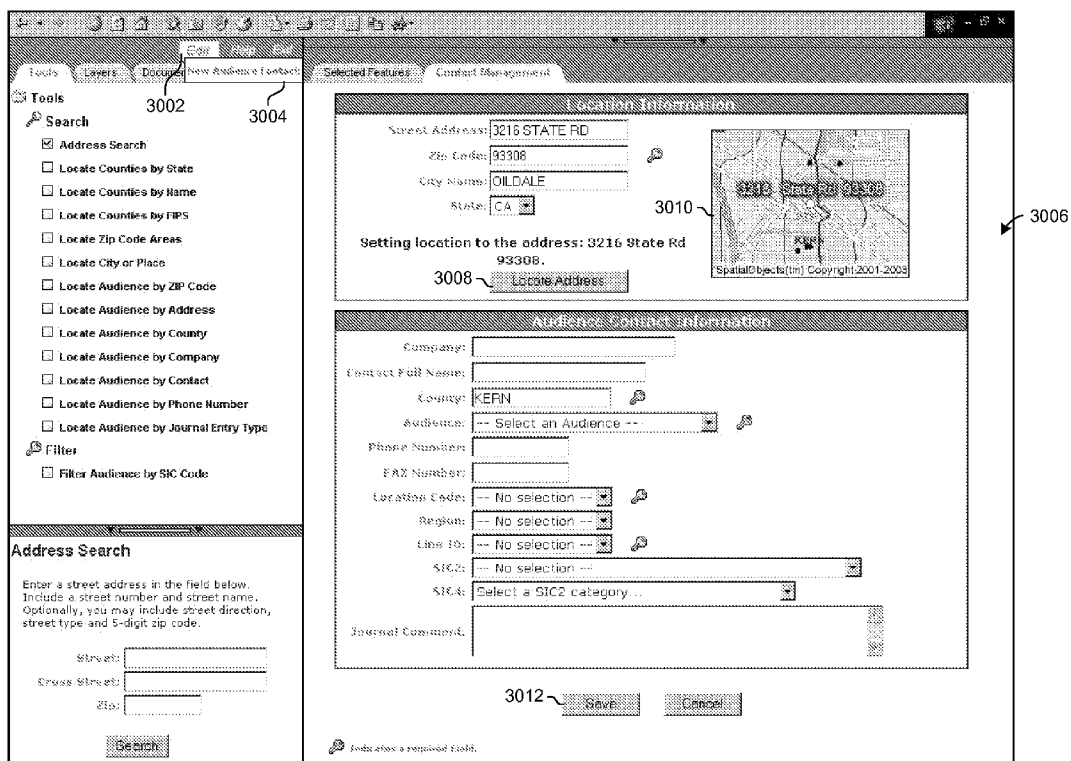 Edit Help Exit
Tools Layers Documen New Audience Contact Selected Features Contact Management
3002
3004
Tools
Search
Address Search
Locate Counties by State
Locate Counties by Name
Locate Counties by FIPS
Locate Zip Code Areas
Locate City or Place
Locate Audience by ZIP Code
Locate Audience by Address
Locate Audience by County
Locate Audience by Company
Locate Audience by Contact
Locate Audience by Phone Number
Locate Audience by Journal Entry Type
Filter
Filter Audience by SIC Code
Address Search
Enter a street address in the field below.
Include a street number and street name.
Optionally, you may include street direction,
street type and 5-digit zip code.
Street:
Cross Street:
Zip:
Search
Location Information
Street Address: 3216 STATE RD
Zip Code: 93308
City Name: OILDALE
State: CA
Setting location to the address: 3216 State Rd
93308.
3008
Locate Address
3010
3216 State Rd 93308
Kern
SpatialObjects(tm) Copyright 2001-2003
3006
Audience Contact Information
Company:
Contact Full Name:
County: KERN
Audience: -- Select an Audience --
Phone Number:
FAX Number:
Location Code: -- No selection --
Region: -- No selection --
Line ID: -- No selection --
SIC2: -- No selection --
SIC4: Select a SIC2 category...
Journal Comment:
3012
Save Cancel
Indicates a required field.